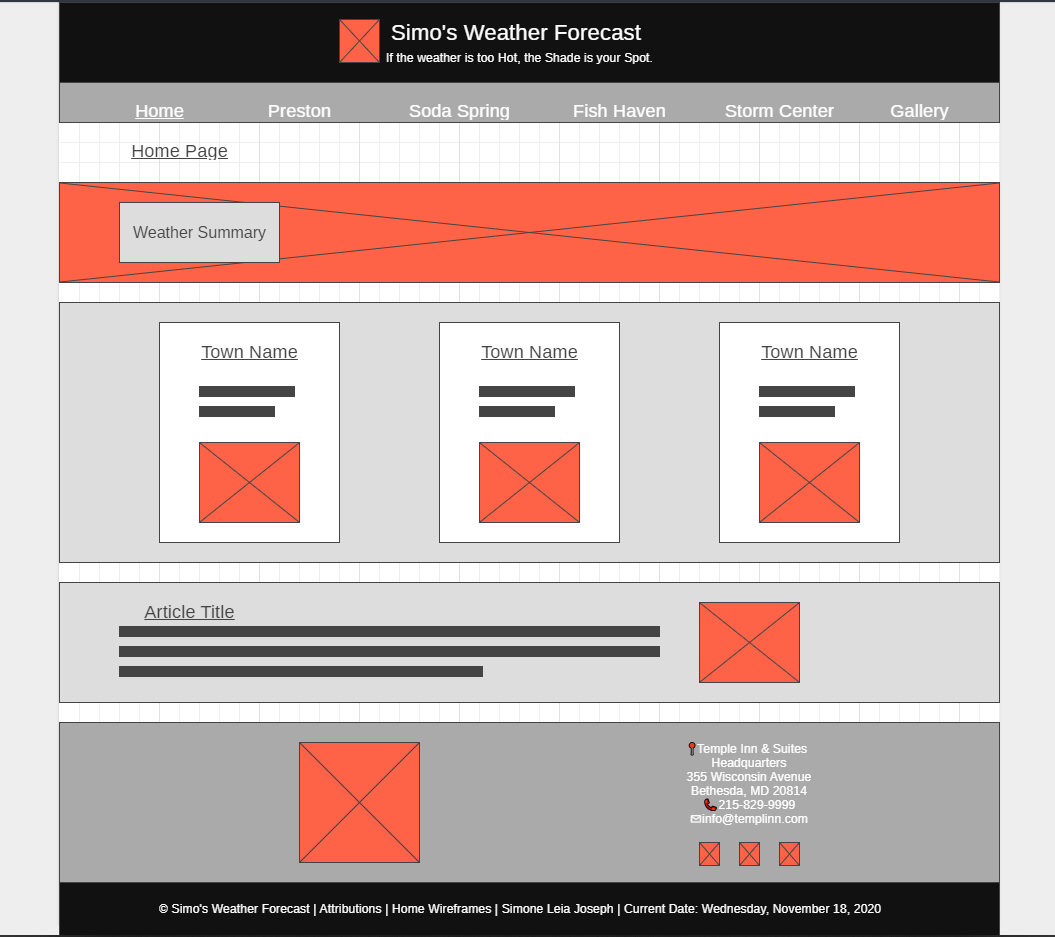 Simo's Weather Forecast
If the weather is too Hot, the Shade is your Spot.
Home Preston Soda Spring Fish Haven Storm Center Gallery
Home Page
Weather Summary
Town Name Town Name Town Name
Article Title
Temple Inn & Suites
Headquarters
355 Wisconsin Avenue
Bethesda, MD 20814
215-829-9999
info@templinn.com
© Simo's Weather Forecast | Attributions | Home Wireframes | Simone Leia Joseph | Current Date: Wednesday, November 18, 2020